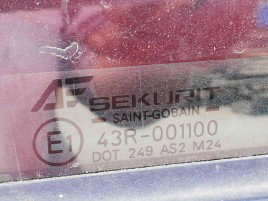 SEKURIT
SAINT-GOBAIN
E1
43R-001100
DOT 249 AS2 M24